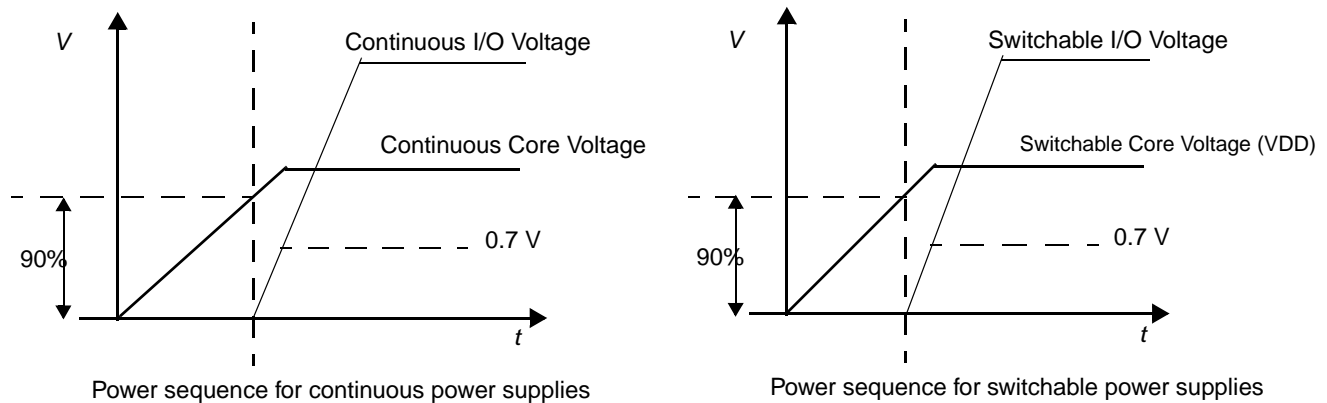 V
Continuous I/O Voltage
Continuous Core Voltage
0.7 V
90%
t
Power sequence for continuous power supplies
V
Switchable I/O Voltage
Switchable Core Voltage (VDD)
0.7 V
90%
t
Power sequence for switchable power supplies